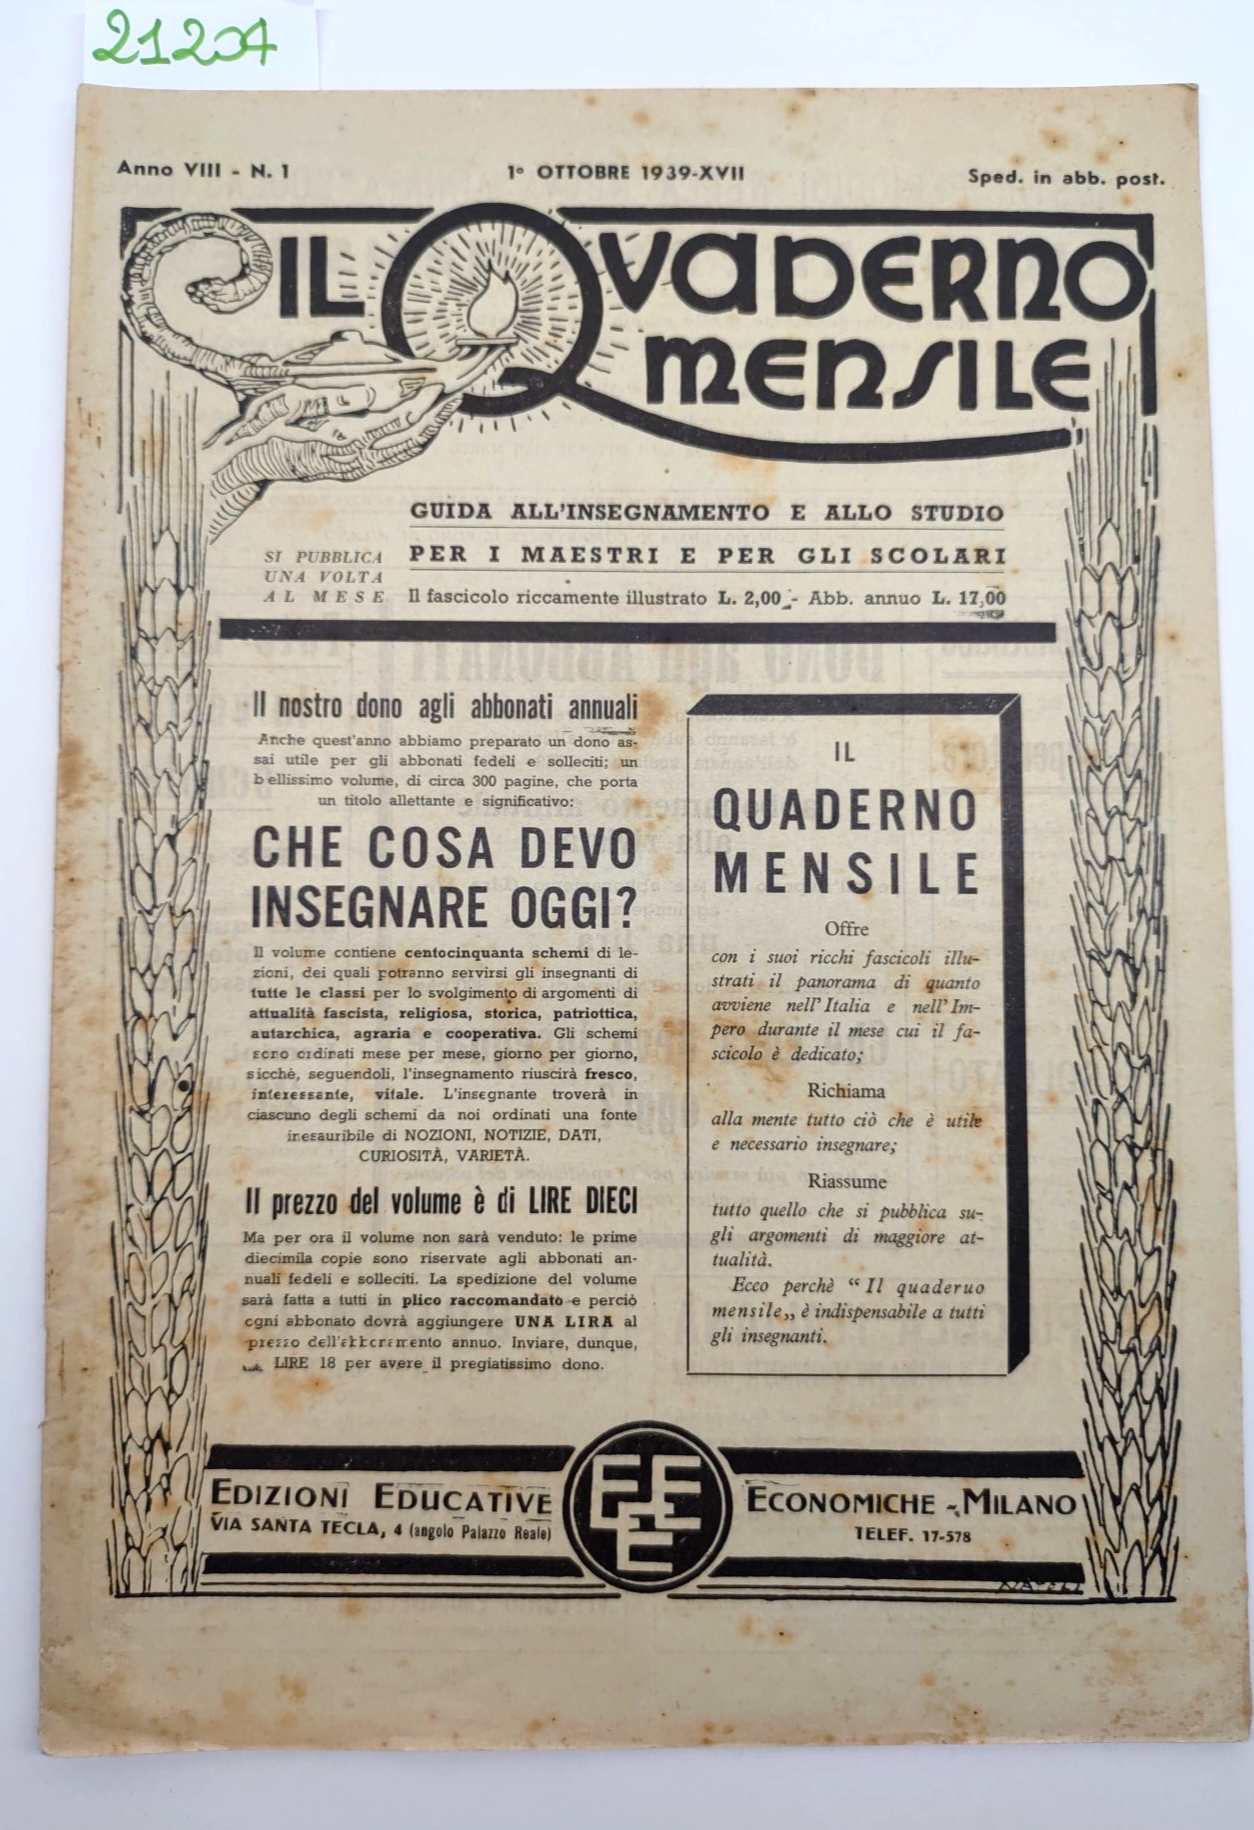 21204
Anno VIII - N. 1
1° OTTOBRE 1939-XVII
Sped. in abb. post.
IL QVADERNO
MENSILE
GUIDA ALL'INSEGNAMENTO E ALLO STUDIO
PER I MAESTRI E PER GLI SCOLARI
SI PUBBLICA
UNA VOLTA
AL MESE
Il fascicolo riccamente illustrato L. 2,00 - Abb. annuo L. 17,00
Il nostro dono agli abbonati annuali
Anche quest'anno abbiamo preparato un dono as-
sai utile per gli abbonati fedeli e solleciti; un
bellissimo volume, di circa 300 pagine, che porta
un titolo allettante e significativo:
CHE COSA DEVO
INSEGNARE OGGI?
Il volume contiene centocinquanta schemi di le-
zioni, dei quali potranno servirsi gli insegnanti di
tutte le classi per lo svolgimento di argomenti di
attualità fascista, religiosa, storica, patriottica,
autarchica, agraria e cooperativa. Gli schemi
sono ordinati mese per mese, giorno per giorno,
sicchè, seguendoli, l'insegnamento riuscirà fresco,
interessante, vitale. L'insegnante troverà in
ciascuno degli schemi da noi ordinati una fonte
inesauribile di NOZIONI, NOTIZIE, DATI,
CURIOSITÀ, VARIETÀ.
Il prezzo del volume è di LIRE DIECI
Ma per ora il volume non sarà venduto: le prime
diecimila copie sono riservate agli abbonati an-
nuali fedeli e solleciti. La spedizione del volume
sarà fatta a tutti in plico raccomandato e perciò
ogni abbonato dovrà aggiungere UNA LIRA al
prezzo dell'abbonamento annuo. Inviare, dunque,
LIRE 18 per avere il pregiatissimo dono.
IL
QUADERNO
MENSILE
Offre
con i suoi ricchi fascicoli illu-
strati il panorama di quanto
avviene nell'Italia e nell'Im-
pero durante il mese cui il fa-
scicolo è dedicato;
Richiama
alla mente tutto ciò che è utile
e necessario insegnare;
Riassume
tutto quello che si pubblica su-
gli argomenti di maggiore at-
tualità.
Ecco perchè “Il quaderuo
mensile„ è indispensabile a tutti
gli insegnanti.
EDIZIONI EDUCATIVE
VIA SANTA TECLA, 4 (angolo Palazzo Reale)
EEEE
ECONOMICHE - MILANO
TELEF. 17-578